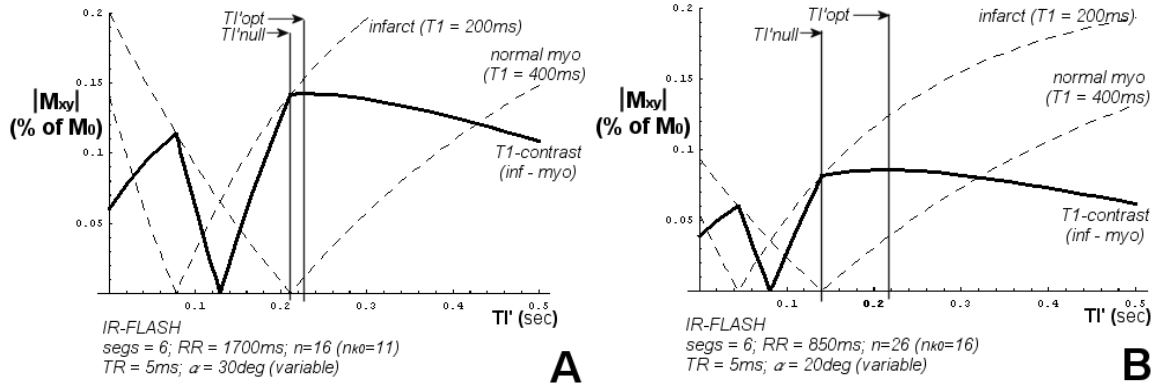 0.2
TI'opt
TI'null
infarct (T1 = 200ms)
normal myo
(T1 = 400ms)
0.15
|Mxy|
(% of M0)
0.1
T1-contrast
(inf - myo)
0.05
0.1
0.2
0.3
0.4
0.5
TI' (sec)
IR-FLASH
segs = 6; RR = 1700ms; n=16 (nk0=11)
TR = 5ms; α = 30deg (variable)
A
0.2
TI'opt
TI'null
infarct (T1 = 200ms)
normal myo
(T1 = 400ms)
0.15
|Mxy|
(% of M0)
0.1
T1-contrast
(inf - myo)
0.05
0.1
0.2
0.3
0.4
0.5
TI' (sec)
IR-FLASH
segs = 6; RR = 850ms; n=26 (nk0=16)
TR = 5ms; α = 20deg (variable)
B